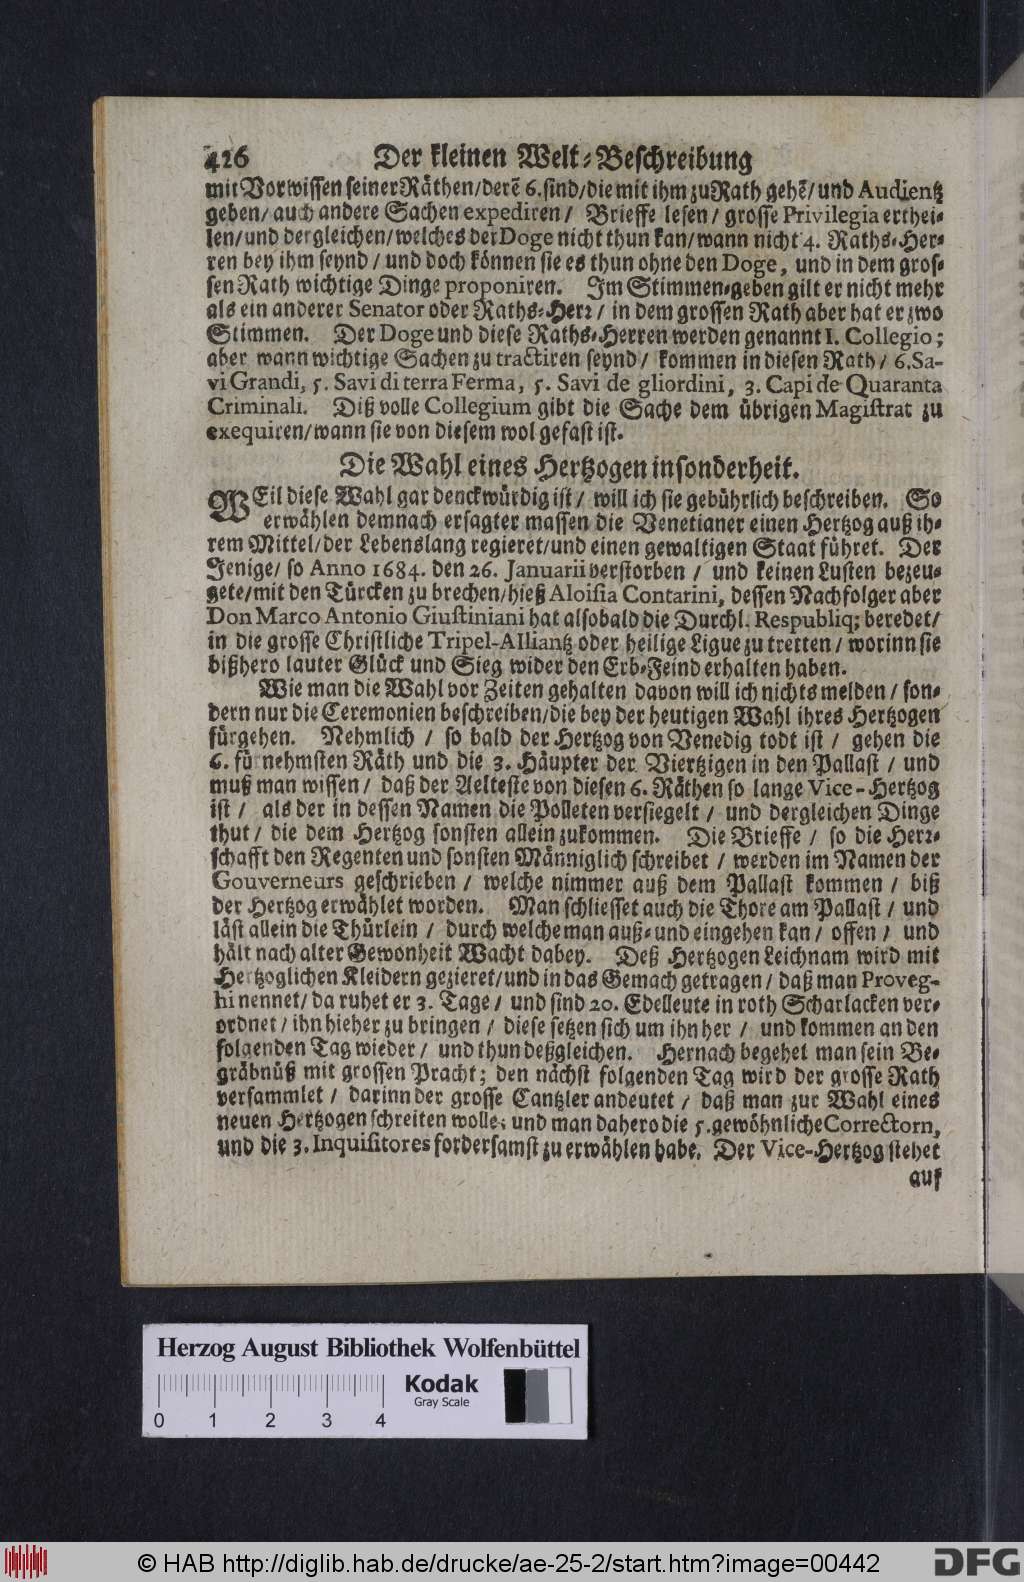 426 Der kleinen Welt-Beschreibung
mit Vorwissen seiner Räthen/derẽ 6. sind/die mit ihm zu Rath gehẽ/ und Audientz
geben/ auch andere Sachen expediren/ Brieffe lesen/ grosse Privilegia erthei-
len/und dergleichen/welches der Doge nicht thun kan/wann nicht 4. Raths-Her-
ren bey ihm seynd/ und doch können sie es thun ohne den Doge, und in dem gros-
sen Rath wichtige Dinge proponiren. Im Stimmen-geben gilt er nicht mehr
als ein anderer Senator oder Raths-Herr/ in dem grossen Rath aber hat er zwo
Stimmen. Der Doge und diese Raths-Herren werden genannt I. Collegio;
aber wann wichtige Sachen zu tractiren seynd/ kommen in diesen Rath/ 6. Sa-
vi Grandi, 5. Savi di terra Ferma, 5. Savi de gliordini, 3. Capi de Quaranta
Criminali. Diß volle Collegium gibt die Sache dem übrigen Magistrat zu
exequiren/wann sie von diesem wol gefast ist.
Die Wahl eines Hertzogen insonderheit.
WEil diese Wahl gar denckwürdig ist/ will ich sie gebührlich beschreiben. So
erwählen demnach ersagter massen die Venetianer einen Hertzog auß ih-
rem Mittel/der Lebenslang regieret/und einen gewaltigen Staat führet. Der
Jenige/ so Anno 1684. den 26. Januarii verstorben/ und keinen Lusten bezeu-
gete/mit den Türcken zu brechen/hieß Aloisia Contarini, dessen Nachfolger aber
Don Marco Antonio Giustiniani hat alsobald die Durchl. Respubliq; beredet/
in die grosse Christliche Tripel-Alliantz oder heilige Ligue zu tretten/ worinn sie
bißhero lauter Glück und Sieg wider den Erb-Feind erhalten haben.
Wie man die Wahl vor Zeiten gehalten davon will ich nichts melden/ son-
dern nur die Ceremonien beschreiben/die bey der heutigen Wahl ihres Hertzogen
fürgehen. Nehmlich/ so bald der Hertzog von Venedig todt ist/ gehen die
6. fürnehmsten Räth und die 3. Häupter der Viertzigen in den Pallast/ und
muß man wissen/ daß der Aelteste von diesen 6. Räthen so lange Vice-Hertzog
ist/ als der in dessen Namen die Polleten versiegelt/ und dergleichen Dinge
thut/ die dem Hertzog sonsten allein zukommen. Die Brieffe/ so die Herr-
schafft den Regenten und sonsten Männiglich schreibet/ werden im Namen der
Gouverneurs geschrieben/ welche nimmer auß dem Pallast kommen/ biß
der Hertzog erwählet worden. Man schliesset auch die Thore am Pallast/ und
läst allein die Thürlein/ durch welche man auß- und eingehen kan/ offen/ und
hält nach alter Gewonheit Wacht dabey. Deß Hertzogen Leichnam wird mit
Hertzoglichen Kleidern gezieret/und in das Gemach getragen/ daß man Proveg-
hi nennet/ da ruhet er 3. Tage/ und sind 20. Edelleute in roth Scharlacken ver-
ordnet/ ihn hieher zu bringen/ diese setzen sich um ihn her/ und kommen an den
folgenden Tag wieder/ und thun deßgleichen. Hernach begehet man sein Be-
gräbnüß mit grossen Pracht; den nächst folgenden Tag wird der grosse Rath
versammlet/ darinn der grosse Cantzler andeutet/ daß man zur Wahl eines
neuen Hertzogen schreiten wolle; und man dahero die 5. gewöhnliche Correctorn,
und die 3. Inquisitores fordersamst zu erwählen habe. Der Vice-Hertzog stehet
auf
Herzog August Bibliothek Wolfenbüttel
Kodak
Gray Scale
0 1 2 3 4
© HAB http://diglib.hab.de/drucke/ae-25-2/start.htm?image=00442
DFG